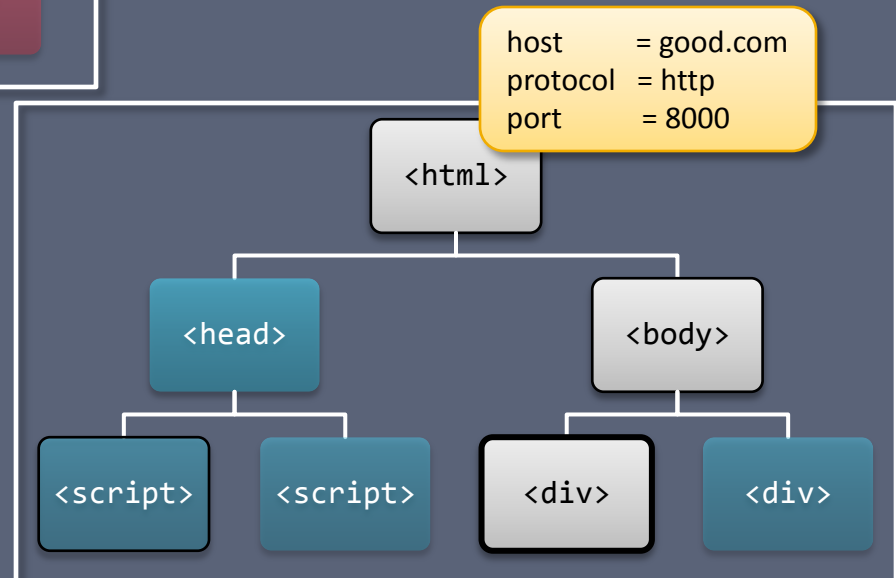 host = good.com
protocol = http
port = 8000
<html>
<head> <body>
<script> <script> <div> <div>